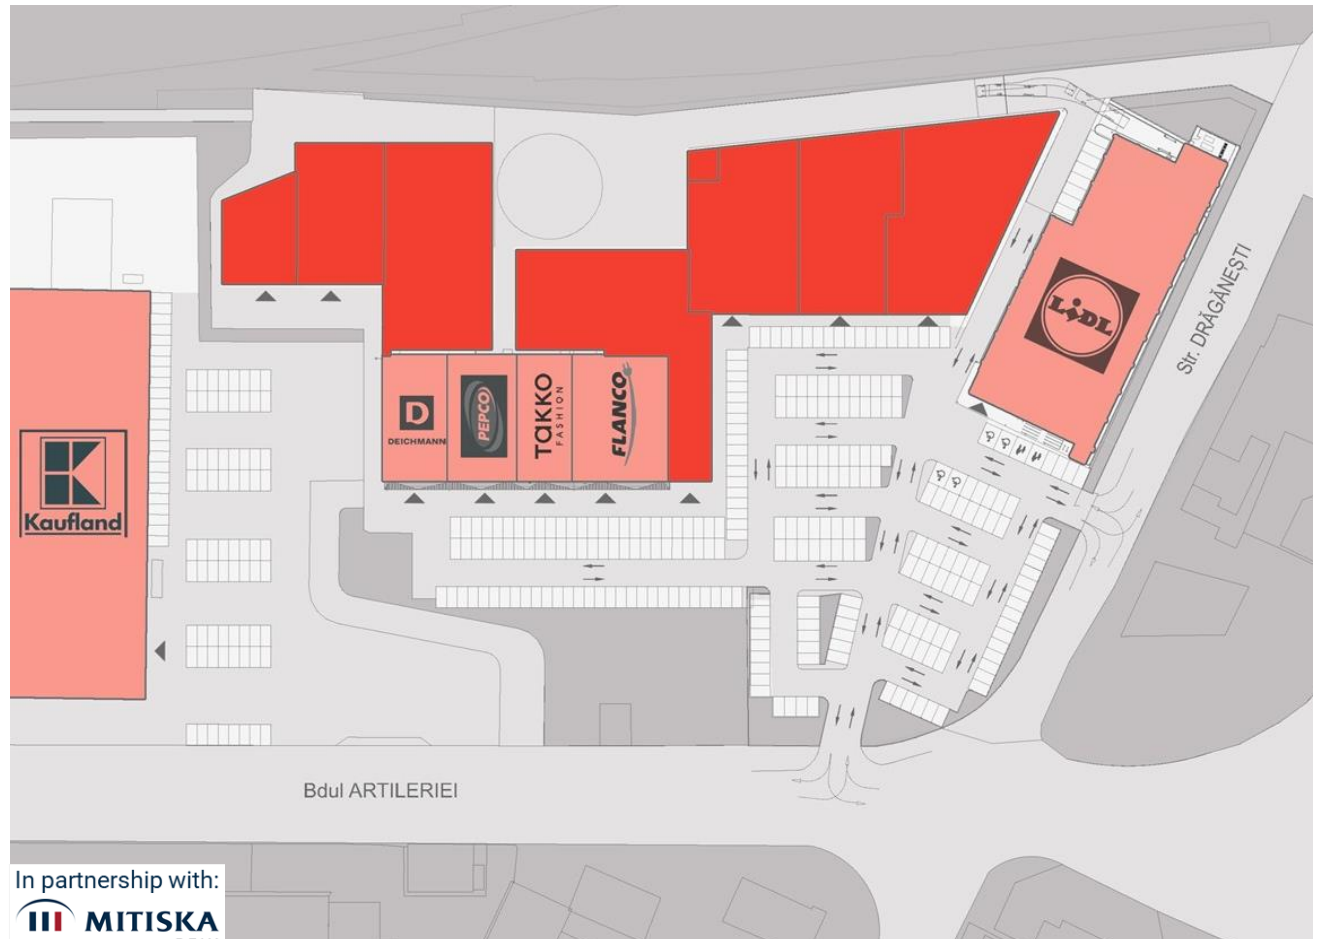 LIDL
Str. DRĂGĂNEȘTI
D
DEICHMANN
PEPCO
TAKKO
FASHION
FLANCO
K
Kaufland
Bdul ARTILERIEI
In partnership with:
MITISKA